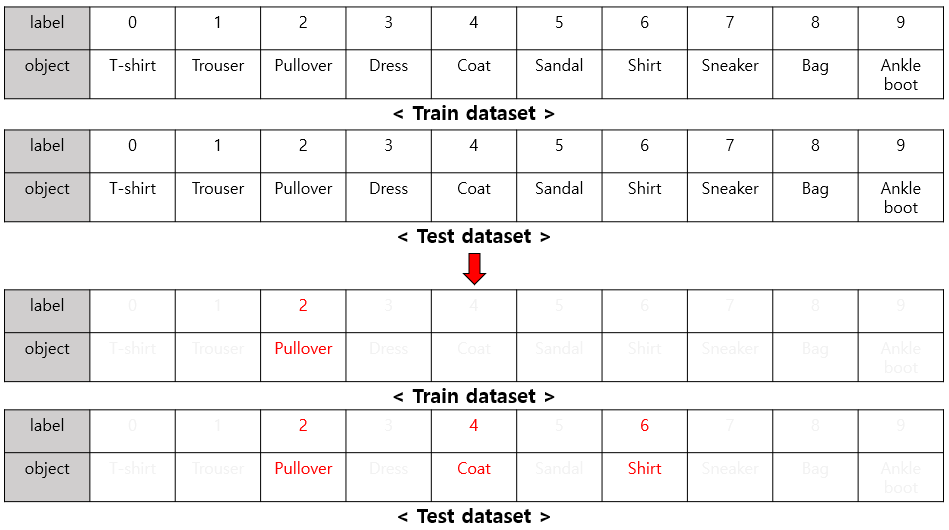 label 0 1 2 3 4 5 6 7 8 9
object T-shirt Trouser Pullover Dress Coat Sandal Shirt Sneaker Bag Ankle
boot
< Train dataset >
label 0 1 2 3 4 5 6 7 8 9
object T-shirt Trouser Pullover Dress Coat Sandal Shirt Sneaker Bag Ankle
boot
< Test dataset >
label 0 1 2 3 4 5 6 7 8 9
object T-shirt Trouser Pullover Dress Coat Sandal Shirt Sneaker Bag Ankle
boot
< Train dataset >
label 0 1 2 3 4 5 6 7 8 9
object T-shirt Trouser Pullover Dress Coat Sandal Shirt Sneaker Bag Ankle
boot
< Test dataset >